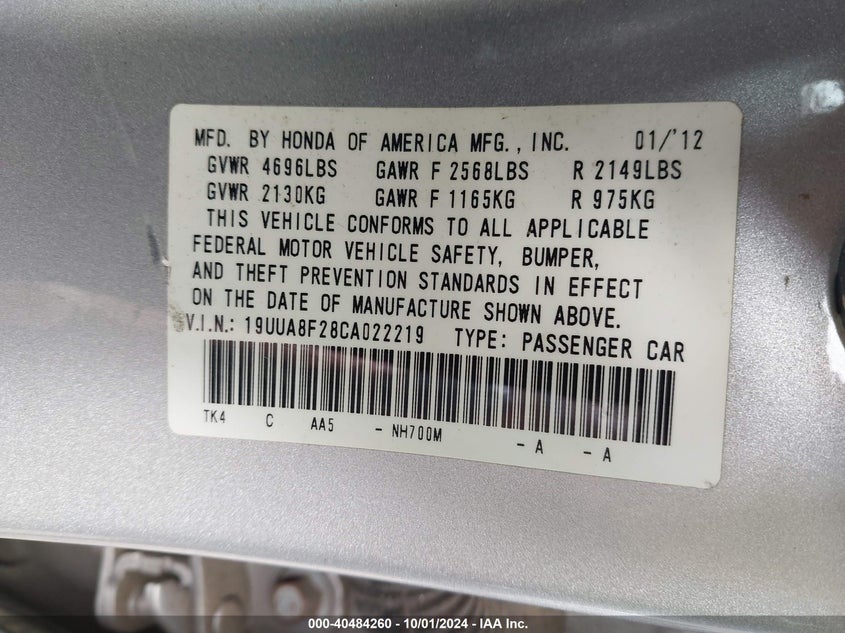 MFD. BY HONDA OF AMERICA MFG., INC. 01/'12
GVWR 4696LBS GAWR F 2568LBS R 2149LBS
GVWR 2130KG GAWR F 1165KG R 975KG
THIS VEHICLE CONFORMS TO ALL APPLICABLE
FEDERAL MOTOR VEHICLE SAFETY, BUMPER,
AND THEFT PREVENTION STANDARDS IN EFFECT
ON THE DATE OF MANUFACTURE SHOWN ABOVE.
V.I.N.: 19UUA8F28CA022219 TYPE: PASSENGER CAR
TK4 C AA5 - NH700M - A - A
000-40484260 - 10/01/2024 - IAA Inc.